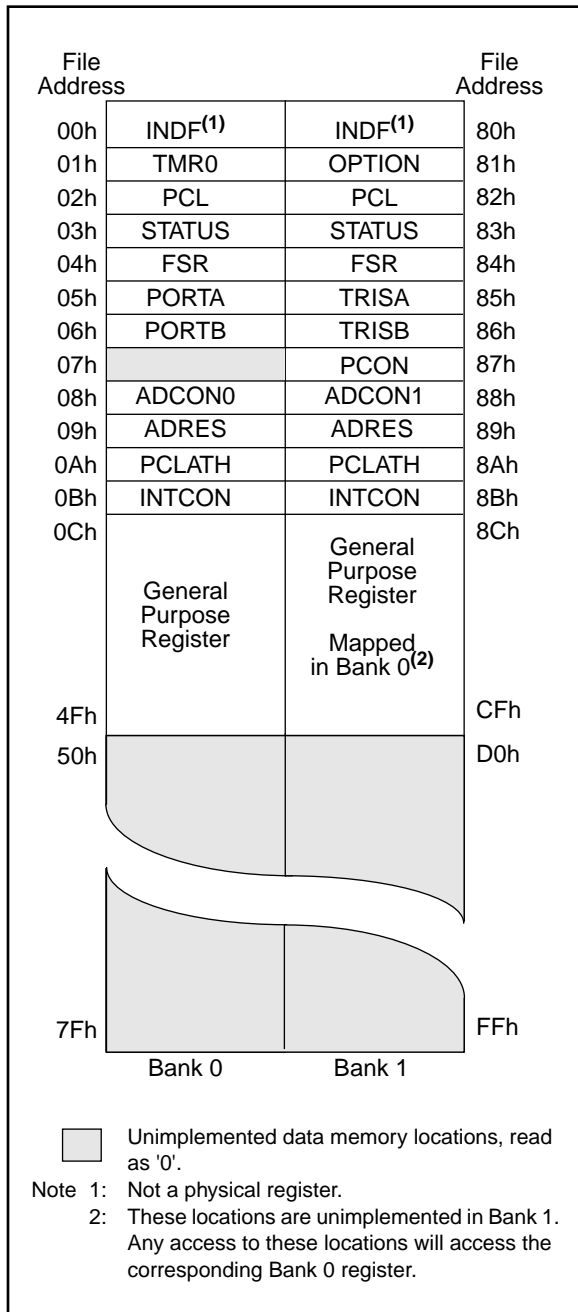 File Address File Address
00h INDF(1) INDF(1) 80h
01h TMR0 OPTION 81h
02h PCL PCL 82h
03h STATUS STATUS 83h
04h FSR FSR 84h
05h PORTA TRISA 85h
06h PORTB TRISB 86h
07h PCON 87h
08h ADCON0 ADCON1 88h
09h ADRES ADRES 89h
0Ah PCLATH PCLATH 8Ah
0Bh INTCON INTCON 8Bh
0Ch 8Ch
General
Purpose
Register
General
Purpose
Register
Mapped
in Bank 0(2)
4Fh CFh
50h D0h
7Fh FFh
Bank 0 Bank 1
Unimplemented data memory locations, read
as '0'.
Note 1: Not a physical register.
2: These locations are unimplemented in Bank 1.
Any access to these locations will access the
corresponding Bank 0 register.